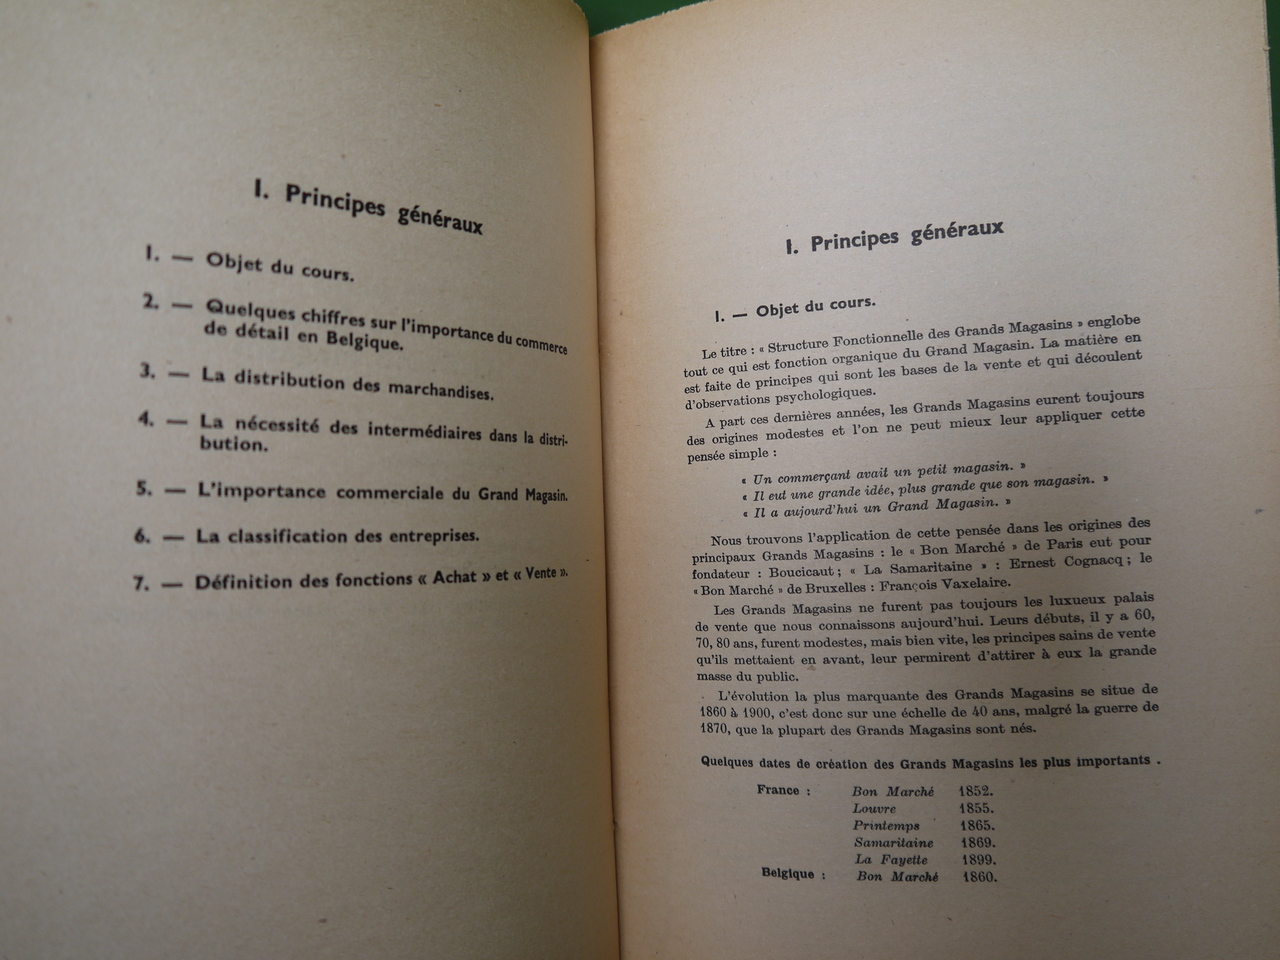 I. Principes généraux
1. — Objet du cours.
2. — Quelques chiffres sur l'importance du commerce
de détail en Belgique.
3. — La distribution des marchandises.
4. — La nécessité des intermédiaires dans la distri-
bution.
5. — L'importance commerciale du Grand Magasin.
6. — La classification des entreprises.
7. — Définition des fonctions « Achat » et « Vente ».
I. Principes généraux
1. — Objet du cours.
Le titre : « Structure Fonctionnelle des Grands Magasins » englobe
tout ce qui est fonction organique du Grand Magasin. La matière en
est faite de principes qui sont les bases de la vente et qui découlent
d'observations psychologiques.
A part ces dernières années, les Grands Magasins eurent toujours
des origines modestes et l'on ne peut mieux leur appliquer cette
pensée simple :
« Un commerçant avait un petit magasin. »
« Il eut une grande idée, plus grande que son magasin. »
« Il a aujourd'hui un Grand Magasin. »
Nous trouvons l'application de cette pensée dans les origines des
principaux Grands Magasins : le « Bon Marché » de Paris eut pour
fondateur : Boucicaut ; « La Samaritaine » : Ernest Cognacq ; le
« Bon Marché » de Bruxelles : François Vaxelaire.
Les Grands Magasins ne furent pas toujours les luxueux palais
de vente que nous connaissons aujourd'hui. Leurs débuts, il y a 60,
70, 80 ans, furent modestes, mais bien vite, les principes sains de vente
qu'ils mettaient en avant, leur permirent d'attirer à eux la grande
masse du public.
L'évolution la plus marquante des Grands Magasins se situe de
1860 à 1900, c'est donc sur une échelle de 40 ans, malgré la guerre de
1870, que la plupart des Grands Magasins sont nés.
Quelques dates de création des Grands Magasins les plus importants .
France : Bon Marché 1852.
Louvre 1855.
Printemps 1865.
Samaritaine 1869.
La Fayette 1899.
Belgique : Bon Marché 1860.